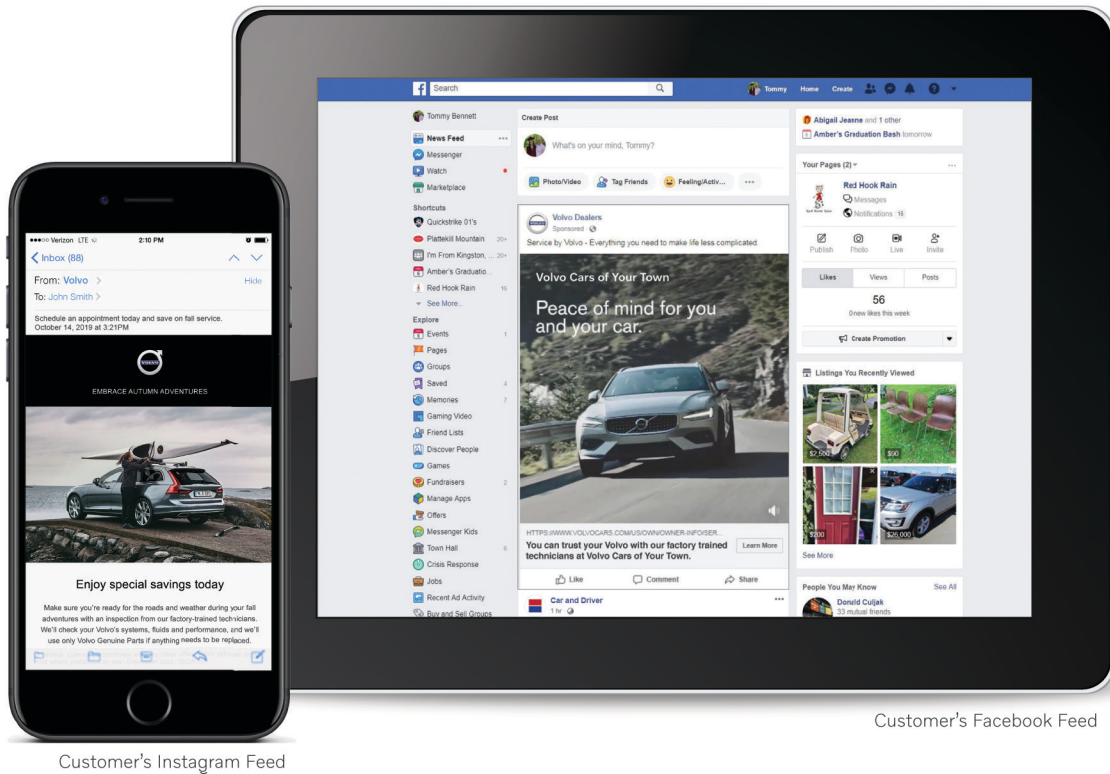 Verizon LTE
2:10 PM
Inbox (88)
From: Volvo
Hide
To: John Smith
Schedule an appointment today and save on fall service.
October 14, 2019 at 3:21PM
VOLVO
EMBRACE AUTUMN ADVENTURES
Enjoy special savings today
Make sure you're ready for the roads and weather during your fall
adventures with an inspection from our factory-trained technicians.
We'll check your Volvo's systems, fluids and performance, and we'll
use only Volvo Genuine Parts if anything needs to be replaced.
Customer's Instagram Feed
Search
Tommy Home Create
Tommy Bennett
News Feed
Messenger
Watch
Marketplace
Shortcuts
Quickstrike 01's
Plattekill Mountain 20+
I'm From Kingston, ... 20+
Amber's Graduatio...
Red Hook Rain 16
See More...
Explore
Events 1
Pages
Groups
Saved 4
Memories 7
Gaming Video
Friend Lists
Discover People
Games
Fundraisers 2
Manage Apps
Offers
Messenger Kids
Town Hall 6
Crisis Response
Jobs
Recent Ad Activity
Buy and Sell Groups
Create Post
What's on your mind, Tommy?
Photo/Video
Tag Friends
Feeling/Activ...
Volvo Dealers
Sponsored
Service by Volvo - Everything you need to make life less complicated
Volvo Cars of Your Town
Peace of mind for you
and your car.
HTTPS://WWW.VOLVOCARS.COM/US/OWN/OWNER-INFO/SER...
You can trust your Volvo with our factory trained
technicians at Volvo Cars of Your Town.
Learn More
Like
Comment
Share
Car and Driver
1 hr
Abigail Jeanne and 1 other
Amber's Graduation Bash tomorrow
Your Pages (2)
Red Hook Rain
Messages
Notifications 16
Publish
Photo
Live
Invite
Likes
Views
Posts
56
0 new likes this week
Create Promotion
Listings You Recently Viewed
$2,500
$90
$200
$26,000
See More
People You May Know
See All
Donald Culjak
33 mutual friends
Customer's Facebook Feed